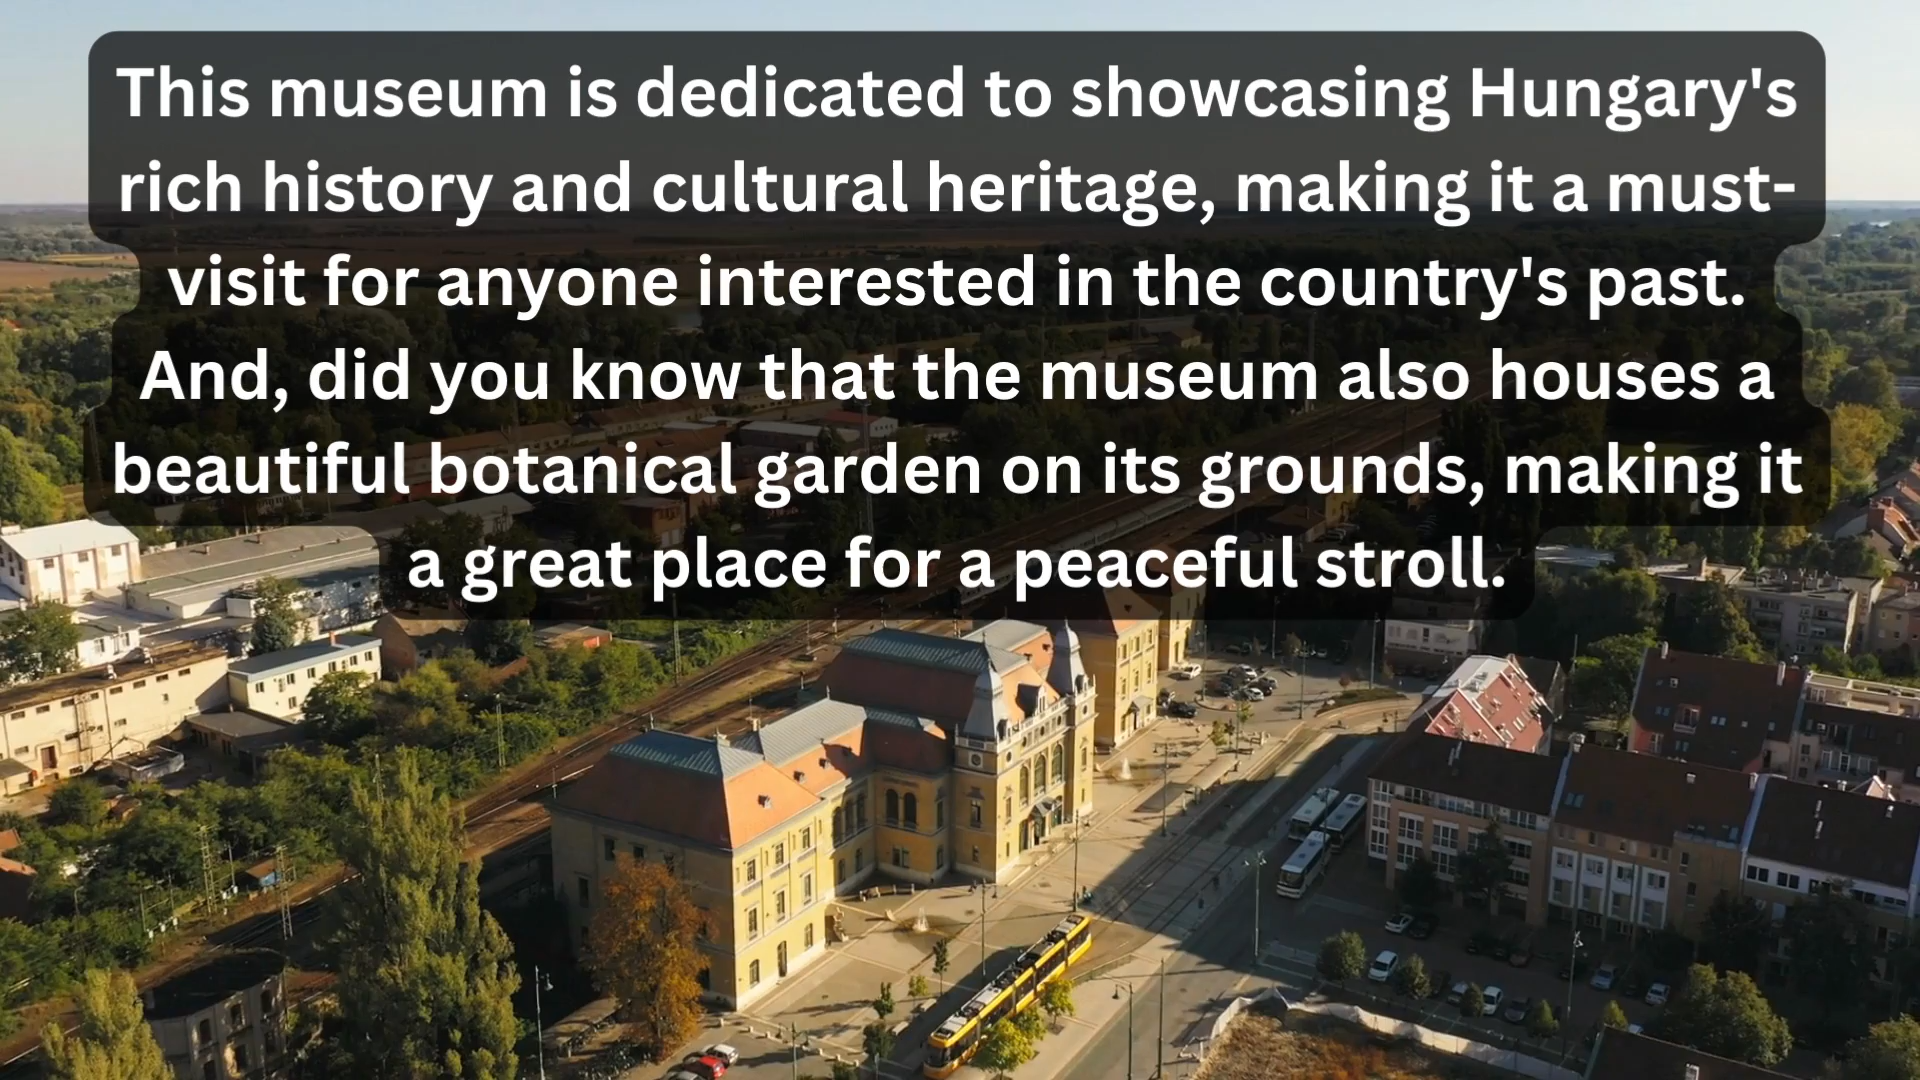 This museum is dedicated to showcasing Hungary's
rich history and cultural heritage, making it a must-
visit for anyone interested in the country's past.
And, did you know that the museum also houses a
beautiful botanical garden on its grounds, making it
a great place for a peaceful stroll.